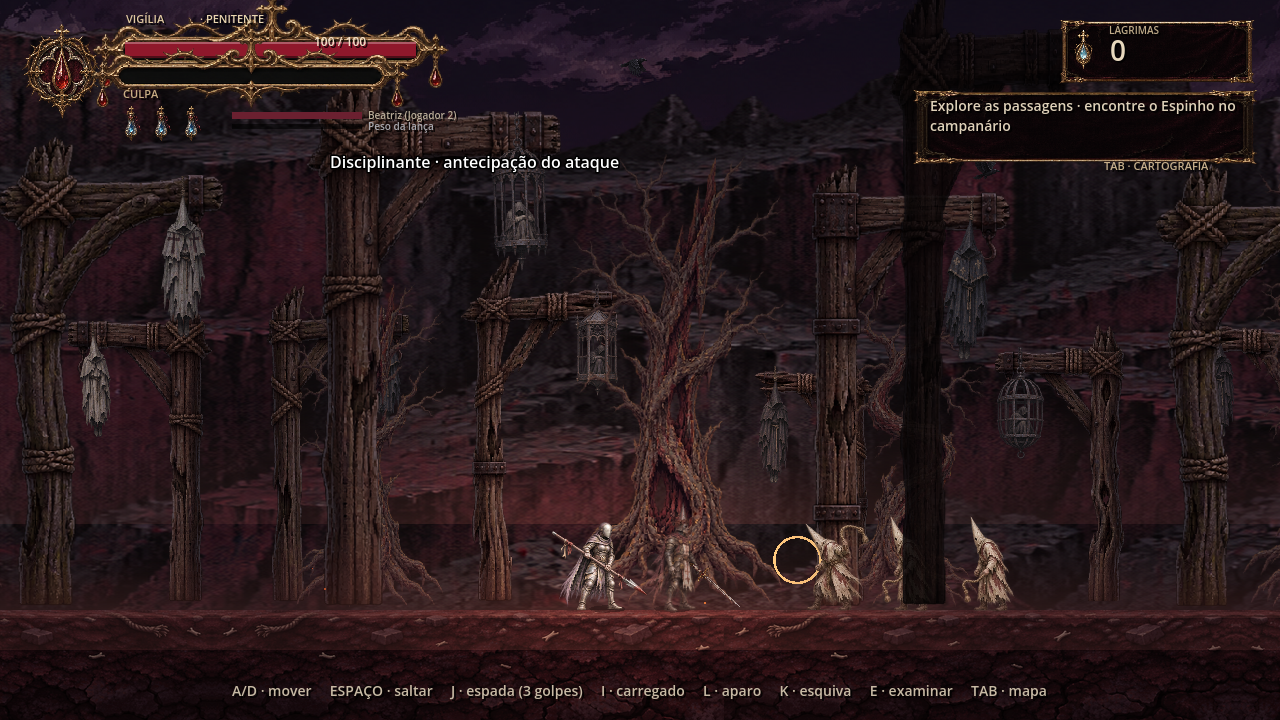 VIGÍLIA · PENITENTE
100 / 100
CULPA
Beatriz (Jogador 2)
Peso da lança
LÁGRIMAS
0
Explore as passagens · encontre o Espinho no
campanário
TAB · CARTOGRAFIA
Disciplinante · antecipação do ataque
A/D · mover ESPAÇO · saltar J · espada (3 golpes) I · carregado L · aparo K · esquiva E · examinar TAB · mapa